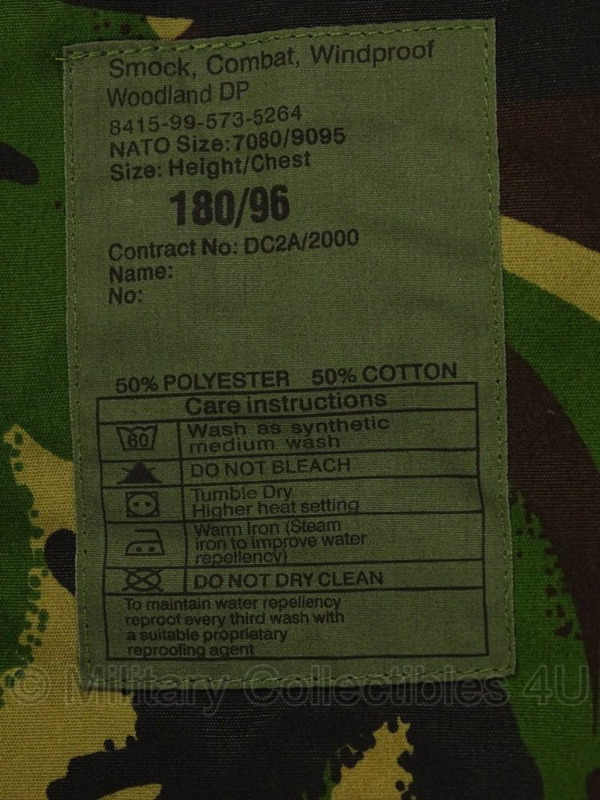 Smock, Combat, Windproof
Woodland DP
8415-99-573-5264
NATO Size:7080/9095
Size: Height/Chest
180/96
Contract No: DC2A/2000
Name:
No:
50% POLYESTER 50% COTTON
Care instructions
60
Wash as synthetic
medium wash
DO NOT BLEACH
Tumble Dry
Higher heat setting
Warm Iron (Steam
iron to improve water
repellency)
DO NOT DRY CLEAN
To maintain water repellency
reproof every third wash with
a suitable proprietary
reproofing agent
© Military Collectibles 4U